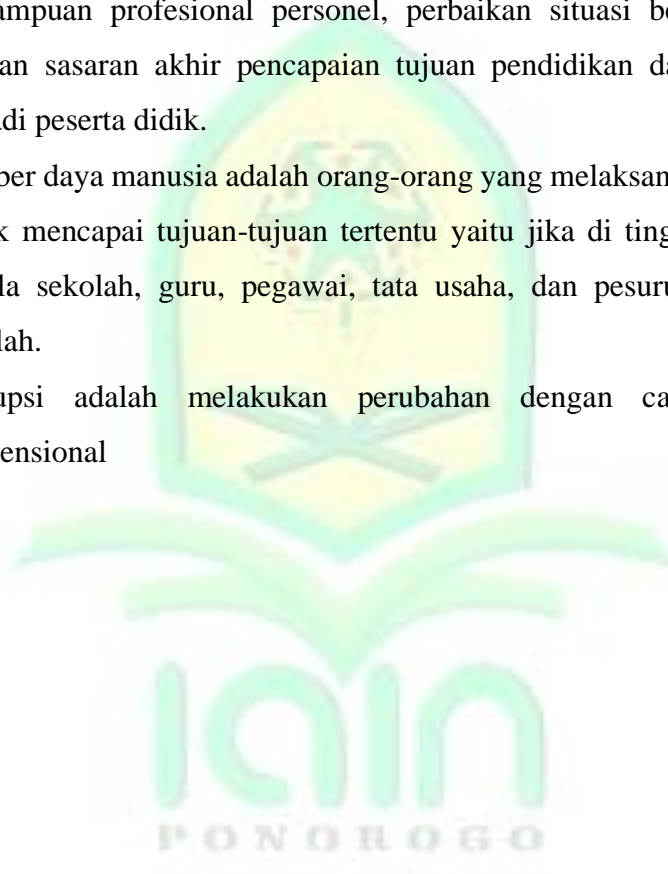 ampuan profesional personel, perbaikan situasi be
an sasaran akhir pencapaian tujuan pendidikan da
adi peserta didik.
ber daya manusia adalah orang-orang yang melaksan
k mencapai tujuan-tujuan tertentu yaitu jika di ting
la sekolah, guru, pegawai, tata usaha, dan pesuru
lah.
upsi adalah melakukan perubahan dengan ca
ensional
iain
PONOROGO